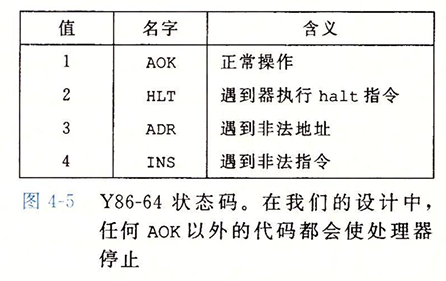 值 名字 含义
1 AOK 正常操作
2 HLT 遇到器执行 halt 指令
3 ADR 遇到非法地址
4 INS 遇到非法指令
图 4-5 Y86-64 状态码。在我们的设计中，
任何 AOK 以外的代码都会使处理器
停止